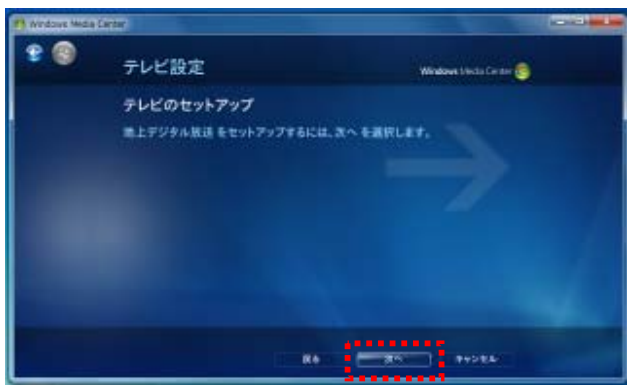 Windows Media Center
テレビ設定
Windows Media Center
テレビのセットアップ
地上デジタル放送 をセットアップするには、次へ を選択します。
戻る 次へ キャンセル